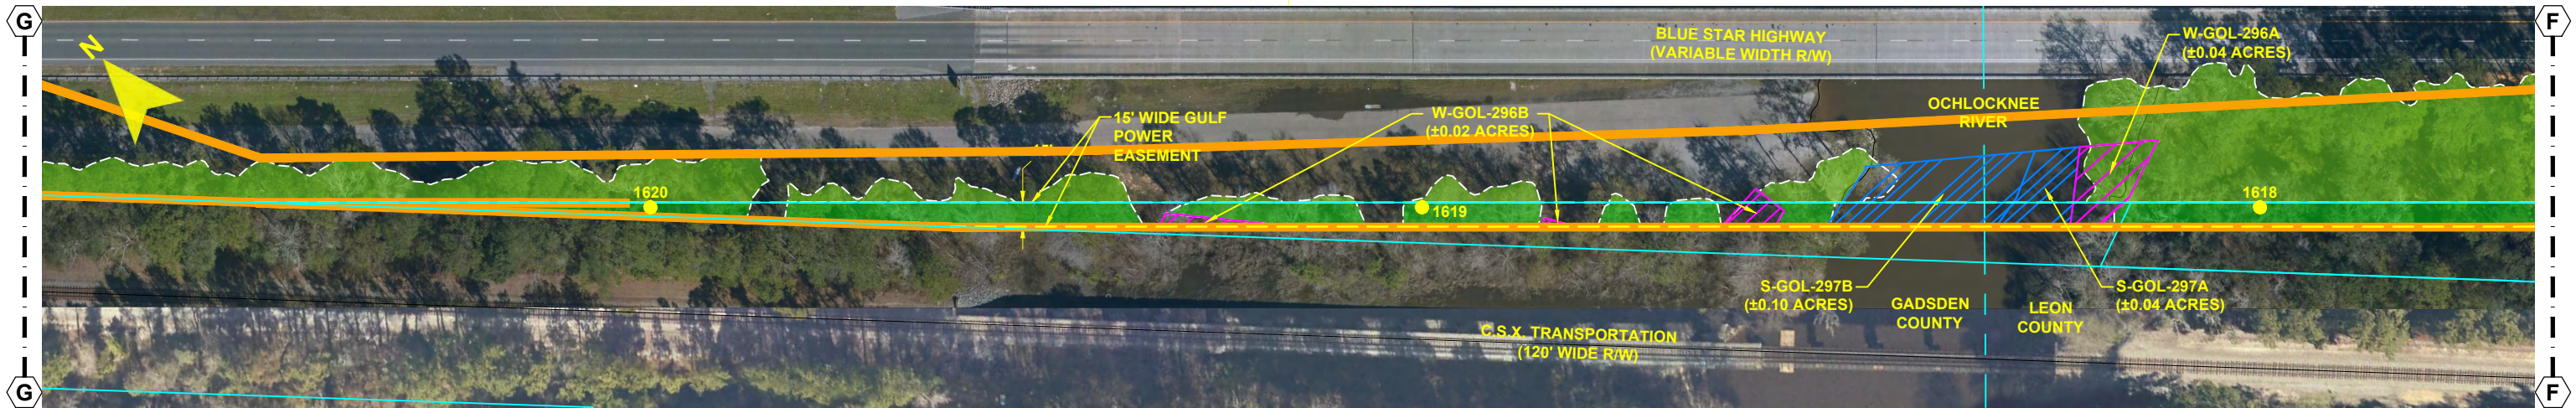 G
F
N
BLUE STAR HIGHWAY
(VARIABLE WIDTH R/W)
W-GOL-296A
(±0.04 ACRES)
15' WIDE GULF
POWER
EASEMENT
W-GOL-296B
(±0.02 ACRES)
OCHLOCKNEE
RIVER
1620
1619
1618
S-GOL-297B
(±0.10 ACRES)
GADSDEN
COUNTY
LEON
COUNTY
S-GOL-297A
(±0.04 ACRES)
C.S.X. TRANSPORTATION
(120' WIDE R/W)
G
F